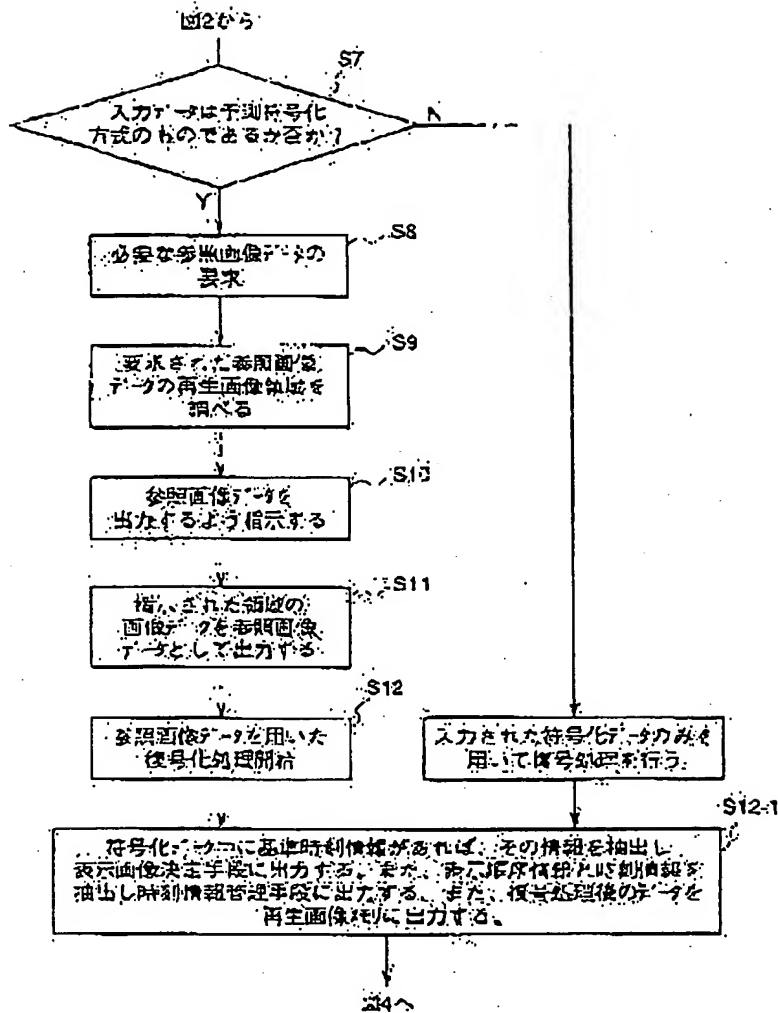 図2から
S7
入力データは予測符号化
方式のものであるか否か?
N
Y
S8
必要な参照画像データの
要求
S9
要求された参照画像
データの再生画像領域を
調べる
S10
参照画像データを
出力するよう指示する
S11
指示された領域の
画像データを参照画像
データとして出力する
S12
参照画像データを用いた
復号化処理開始
入力された符号化データのみを
用いて復号処理を行う。
S12-1
符号化データーに基準時刻情報があれば、その情報を抽出し
表示画像決定手段に出力する。また、表示順序情報と時刻情報を
抽出し時刻情報管理手段に出力する。また、復号処理後のデータを
再生画像メモリに出力する。
図4へ